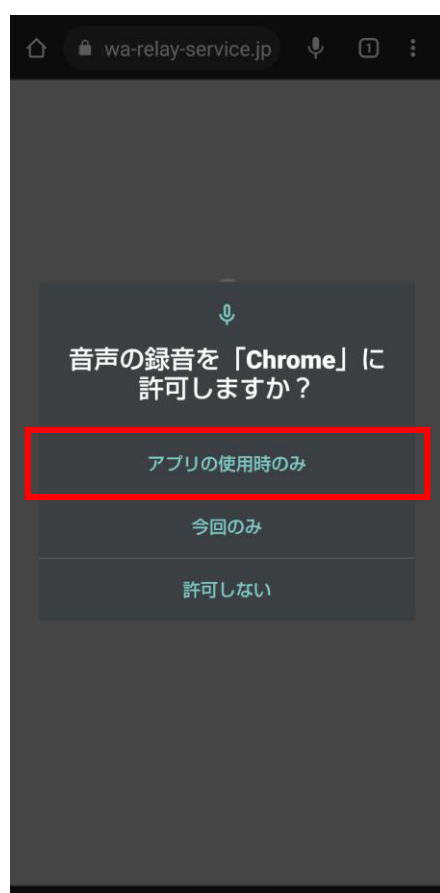 wa-relay-service.jp
1
音声の録音を「Chrome」に
許可しますか？
アプリの使用時のみ
今回のみ
許可しない